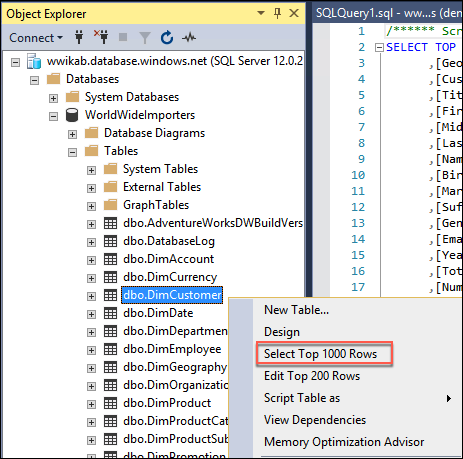 Object Explorer
Connect
wwikab.database.windows.net (SQL Server 12.0.2
Databases
System Databases
WorldWideImporters
Database Diagrams
Tables
System Tables
External Tables
GraphTables
dbo.AdventureWorksDWBuildVers
dbo.DatabaseLog
dbo.DimAccount
dbo.DimCurrency
dbo.DimCustomer
dbo.DimDate
dbo.DimDepartmen
dbo.DimEmployee
dbo.DimGeography
dbo.DimOrganizatio
dbo.DimProduct
dbo.DimProductCat
dbo.DimProductSub
dbo.DimPromotion
SQLQuery1.sql - ww...s (den
1 /****** Scr
2 SELECT TOP
3 ,[Geo
4 ,[Cus
5 ,[Tit
6 ,[Fir
7 ,[Mid
8 ,[Las
9 ,[Nam
10 ,[Bir
11 ,[Mar
12 ,[Suf
13 ,[Gen
14 ,[Ema
15 ,[Yea
16 ,[Tot
17 ,[Num
New Table...
Design
Select Top 1000 Rows
Edit Top 200 Rows
Script Table as
View Dependencies
Memory Optimization Advisor